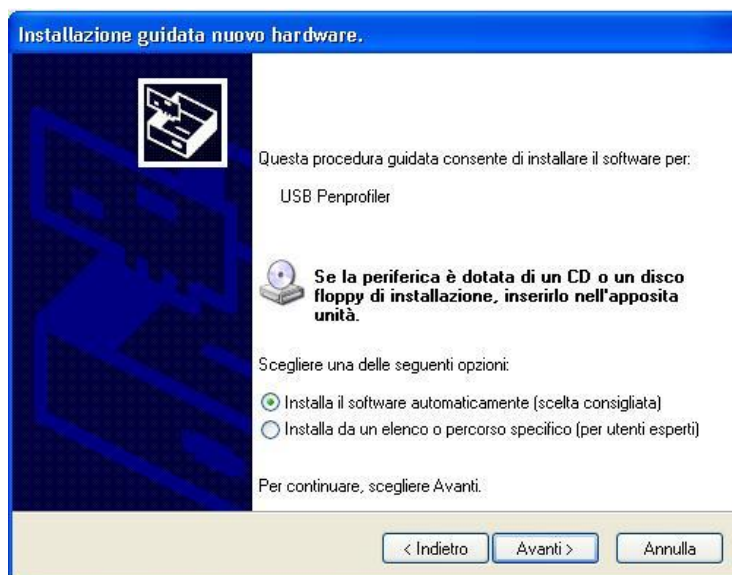 Installazione guidata nuovo hardware.
Questa procedura guidata consente di installare il software per:
USB Penprofiler
Se la periferica è dotata di un CD o un disco
floppy di installazione, inserirlo nell'apposita
unità.
Scegliere una delle seguenti opzioni:
Installa il software automaticamente (scelta consigliata)
Installa da un elenco o percorso specifico (per utenti esperti)
Per continuare, scegliere Avanti.
< Indietro Avanti > Annulla